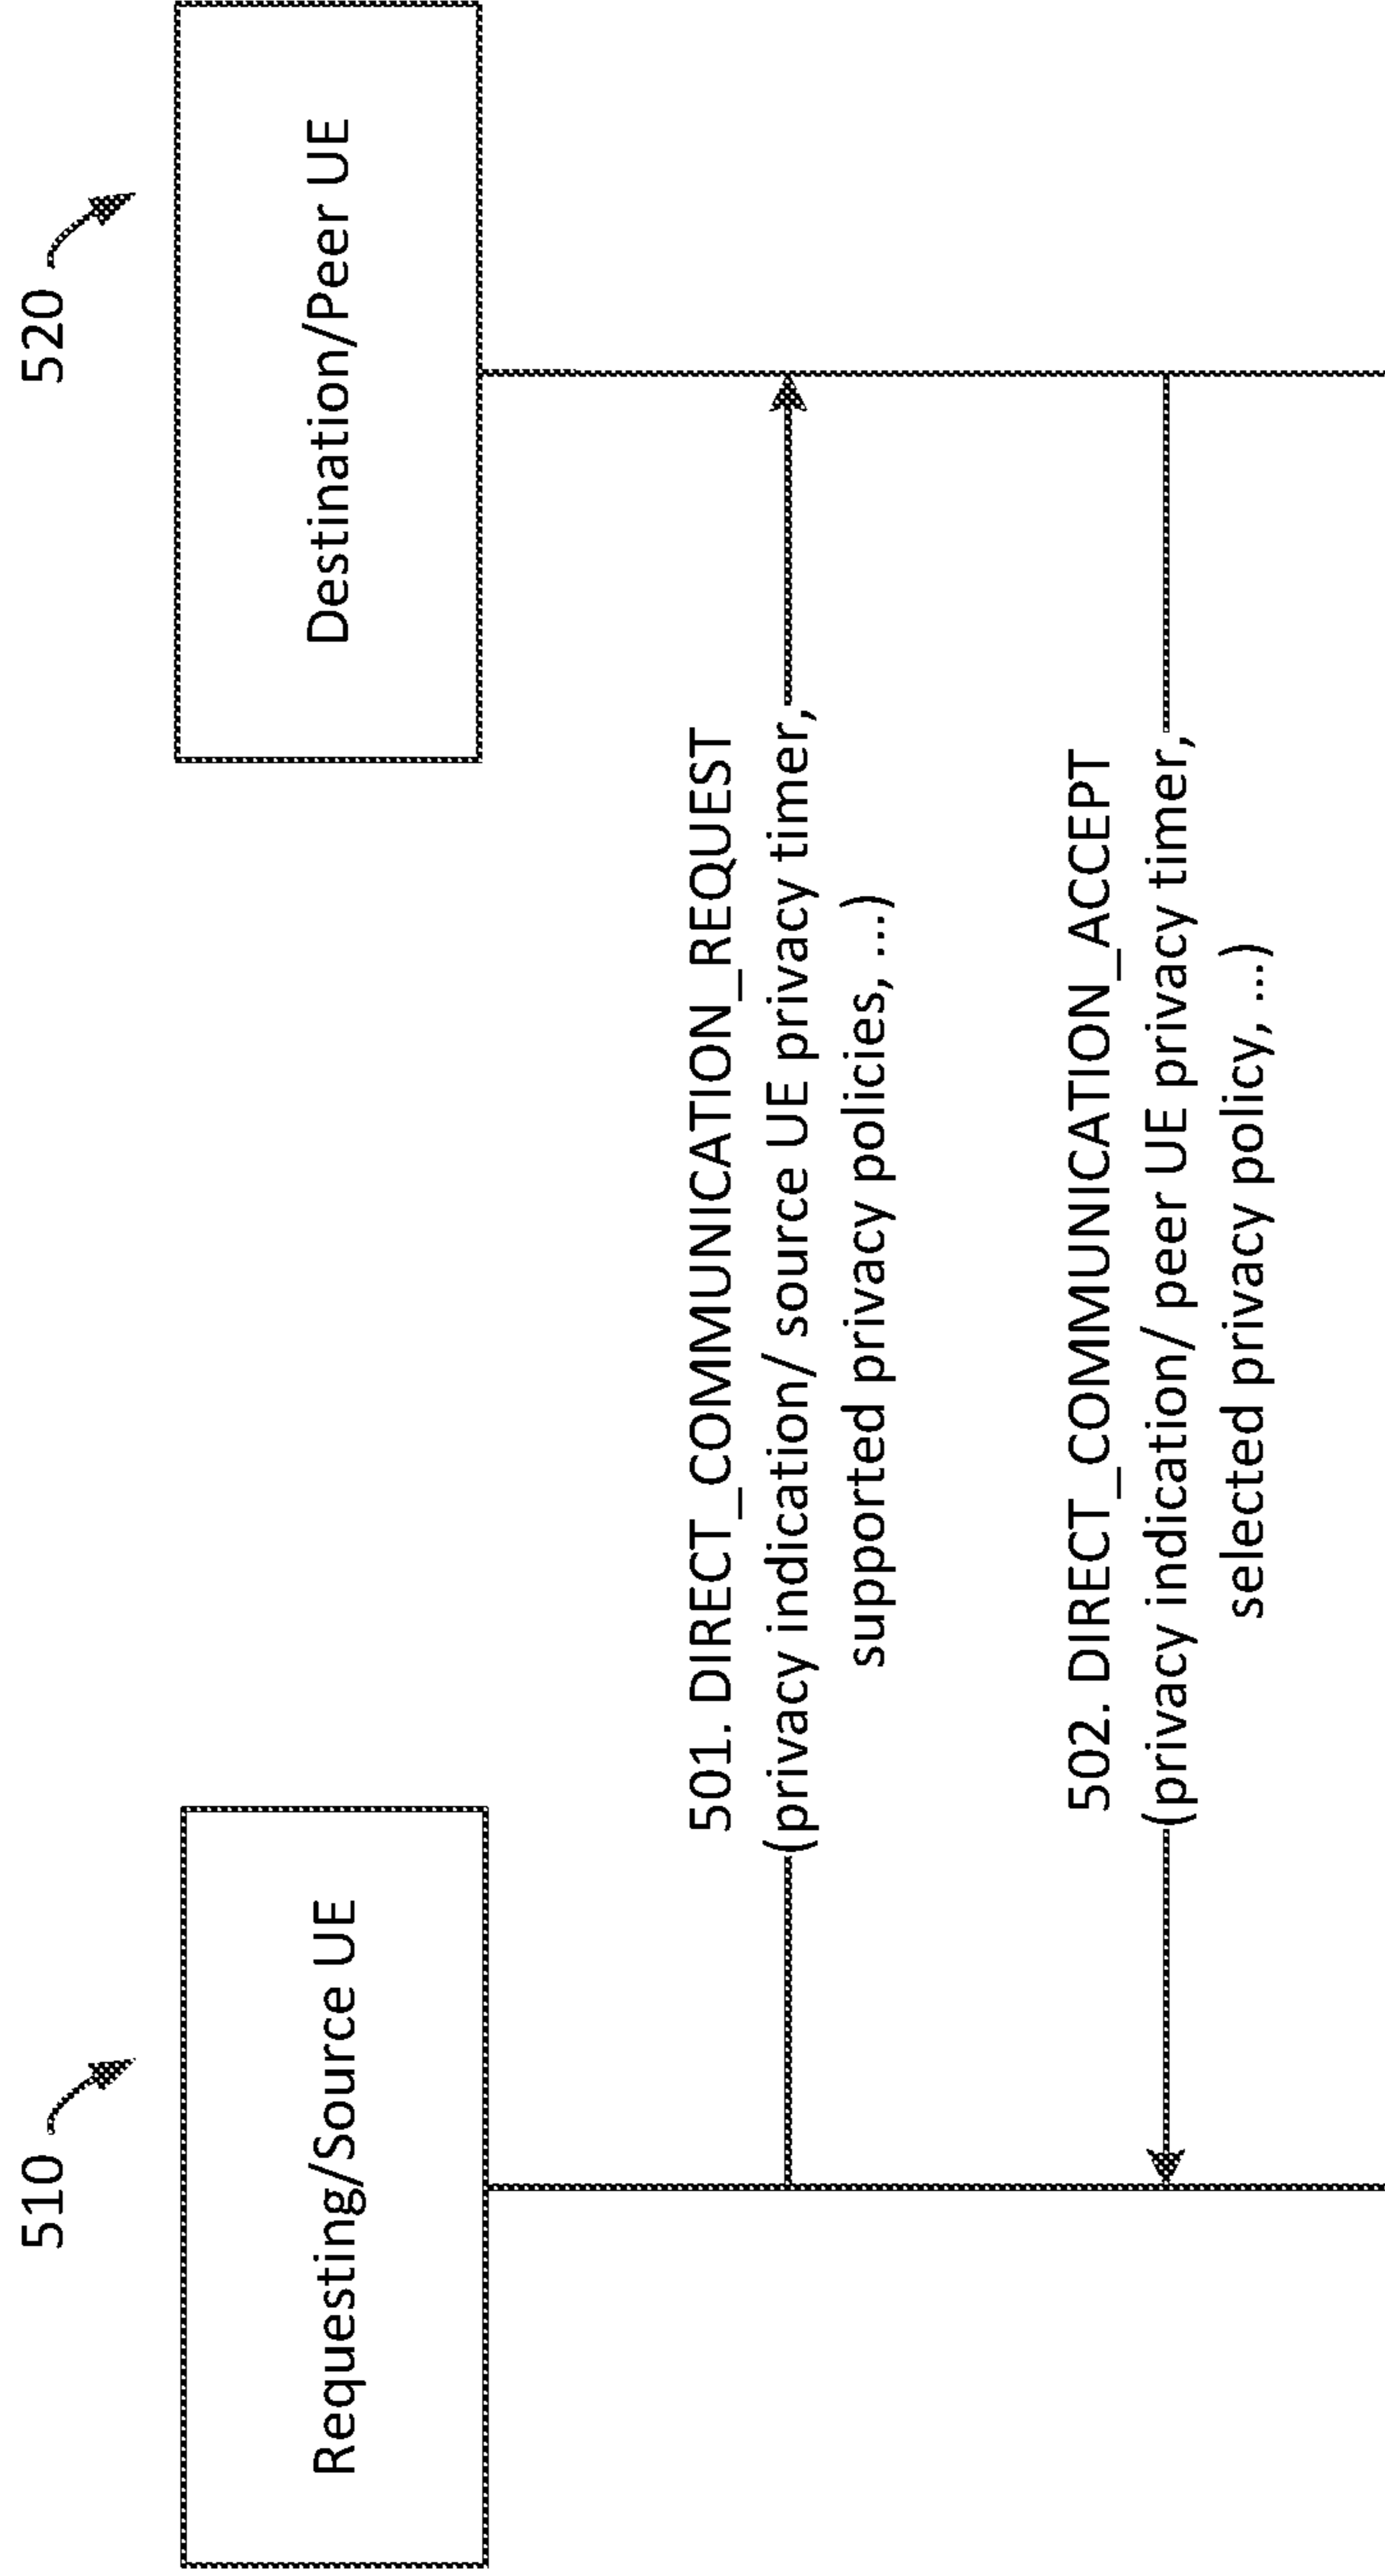 510
520
Requesting/Source UE
Destination/Peer UE
501. DIRECT_COMMUNICATION_REQUEST
(privacy indication/ source UE privacy timer,
supported privacy policies, ...)
502. DIRECT_COMMUNICATION_ACCEPT
(privacy indication/ peer UE privacy timer,
selected privacy policy, ...)